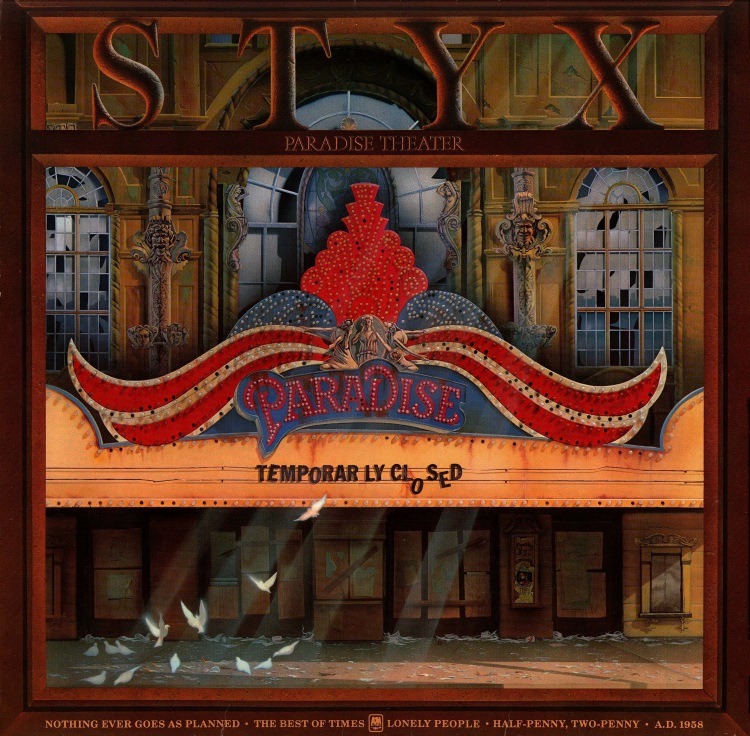 STYX
PARADISE THEATER
PARADISE
TEMPORAR LY CLOSED
NOTHING EVER GOES AS PLANNED • THE BEST OF TIMES A&M LONELY PEOPLE • HALF-PENNY, TWO-PENNY • A.D. 1958